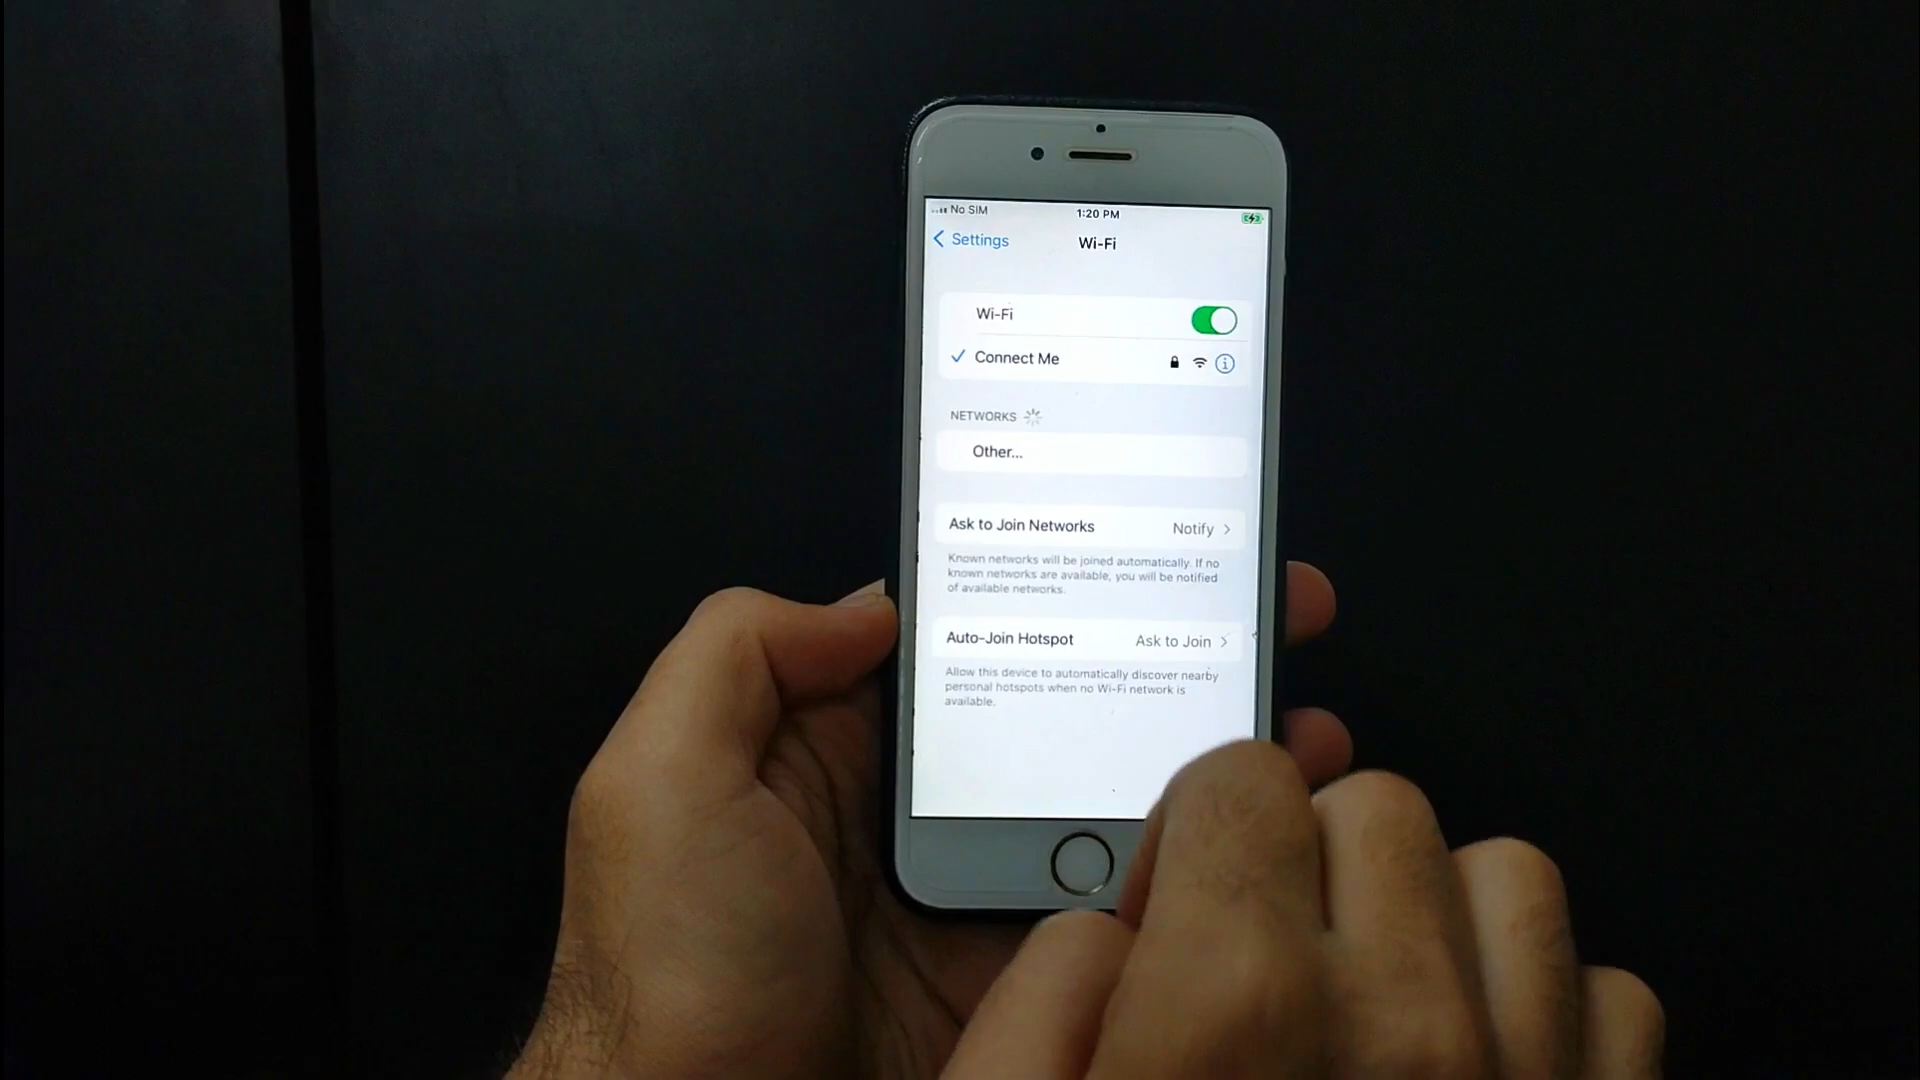 No SIM
1:20 PM
Settings
Wi-Fi
Wi-Fi
Connect Me
NETWORKS
Other...
Ask to Join Networks
Notify
Known networks will be joined automatically. If no
known networks are available, you will be notified
of available networks.
Auto-Join Hotspot
Ask to Join
Allow this device to automatically discover nearby
personal hotspots when no Wi-Fi network is
available.